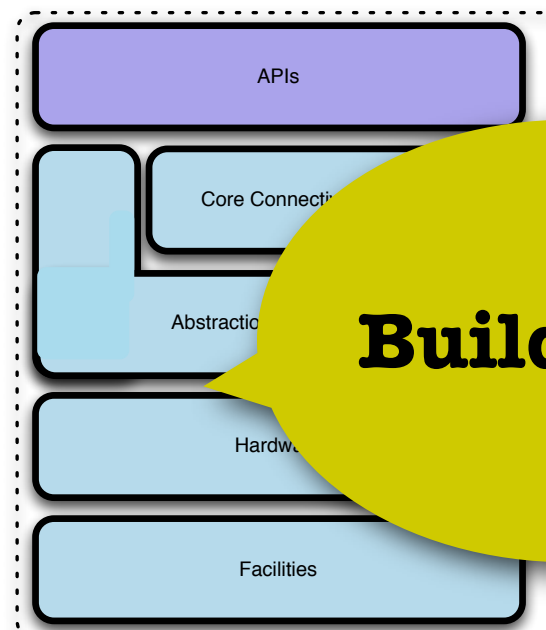 APIs
Core Connecti
Abstractio
Build
Hardwa
Facilities